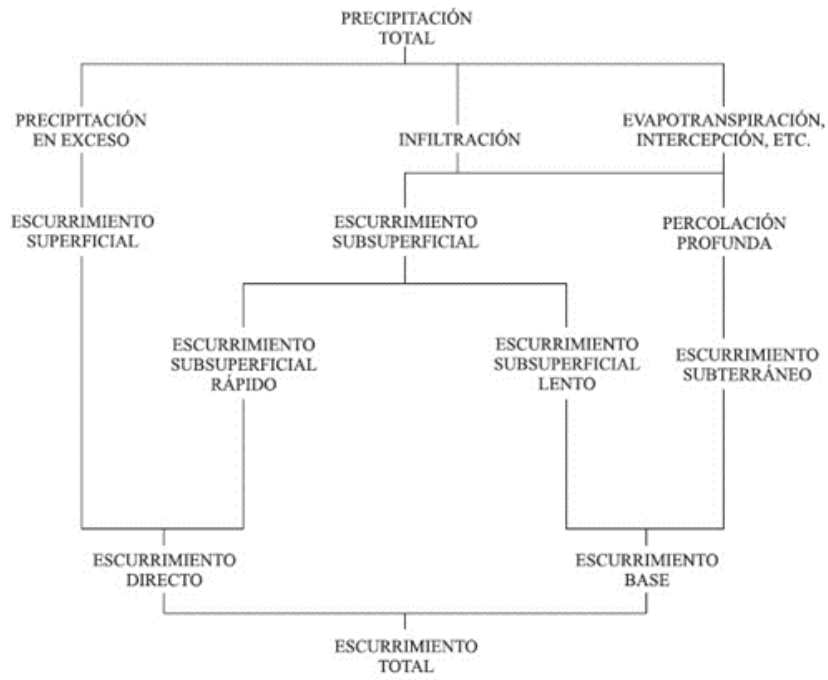 PRECIPITACIÓN
TOTAL
PRECIPITACIÓN
EN EXCESO
INFILTRACIÓN
EVAPOTRANSPIRACIÓN,
INTERCEPCIÓN, ETC.
ESCURRIMIENTO
SUPERFICIAL
ESCURRIMIENTO
SUBSUPERFICIAL
PERCOLACIÓN
PROFUNDA
ESCURRIMIENTO
SUBSUPERFICIAL
RÁPIDO
ESCURRIMIENTO
SUBSUPERFICIAL
LENTO
ESCURRIMIENTO
SUBTERRÁNEO
ESCURRIMIENTO
DIRECTO
ESCURRIMIENTO
BASE
ESCURRIMIENTO
TOTAL